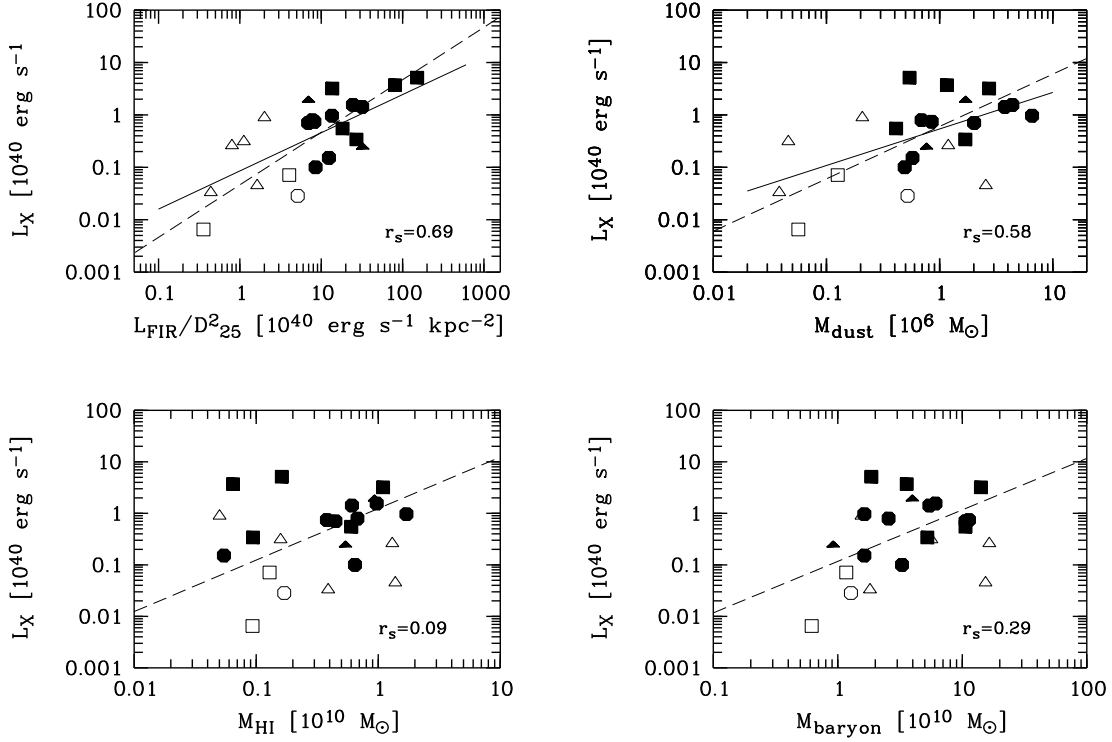 L_X [10^40 erg s^−1]
100
10
1
0.1
0.01
0.001
r_s=0.69
0.1 1 10 100 1000
L_FIR/D^2_25 [10^40 erg s^−1 kpc^−2]
L_X [10^40 erg s^−1]
100
10
1
0.1
0.01
0.001
r_s=0.58
0.01 0.1 1 10
M_dust [10^6 M_⊙]
L_X [10^40 erg s^−1]
100
10
1
0.1
0.01
0.001
r_s=0.09
0.01 0.1 1 10
M_HI [10^10 M_⊙]
L_X [10^40 erg s^−1]
100
10
1
0.1
0.01
0.001
r_s=0.29
0.1 1 10 100
M_baryon [10^10 M_⊙]